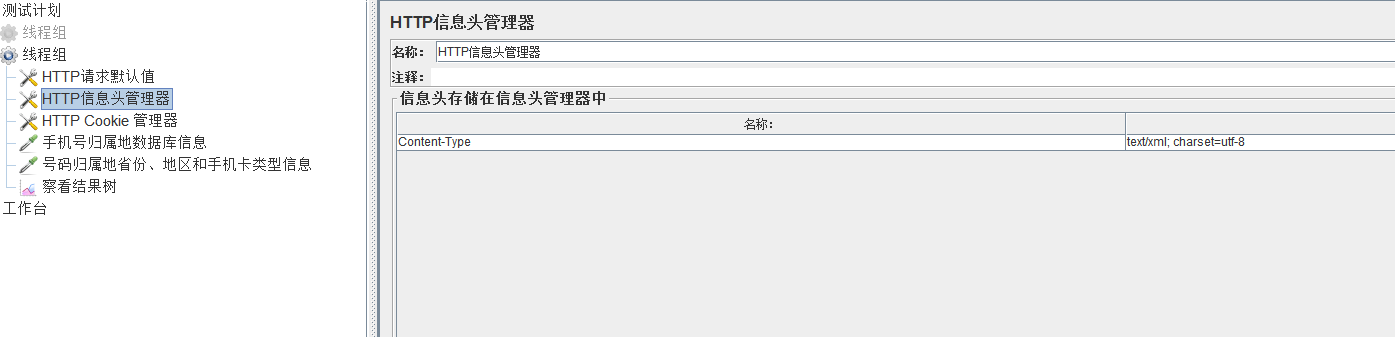 测试计划
线程组
线程组
HTTP请求默认值
HTTP信息头管理器
HTTP Cookie 管理器
手机号归属地数据库信息
号码归属地省份、地区和手机卡类型信息
察看结果树
工作台
HTTP信息头管理器
名称： HTTP信息头管理器
注释：
信息头存储在信息头管理器中
名称：
Content-Type text/xml; charset=utf-8